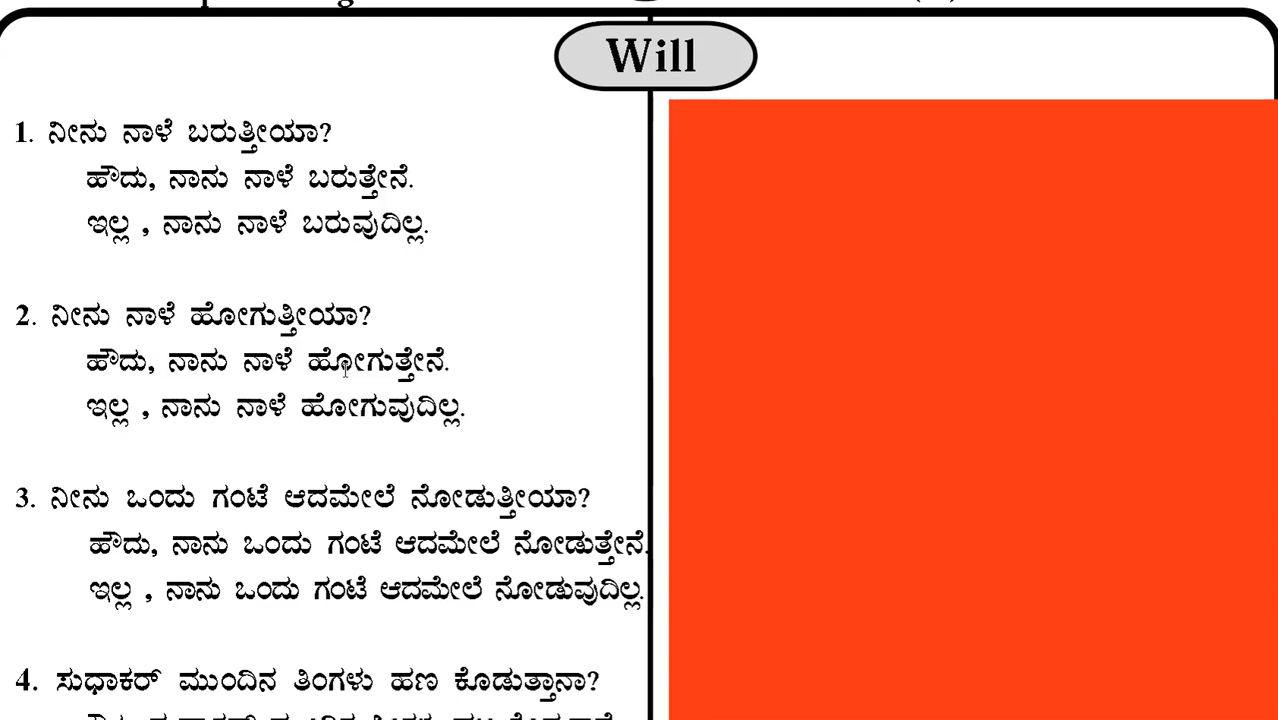 Will
1. ನೀನು ನಾಳೆ ಬರುತ್ತೀಯಾ?
ಹೌದು, ನಾನು ನಾಳೆ ಬರುತ್ತೇನೆ.
ಇಲ್ಲ , ನಾನು ನಾಳೆ ಬರುವುದಿಲ್ಲ.
2. ನೀನು ನಾಳೆ ಹೋಗುತ್ತೀಯಾ?
ಹೌದು, ನಾನು ನಾಳೆ ಹೋಗುತ್ತೇನೆ.
ಇಲ್ಲ , ನಾನು ನಾಳೆ ಹೋಗುವುದಿಲ್ಲ.
3. ನೀನು ಒಂದು ಗಂಟೆ ಆದಮೇಲೆ ನೋಡುತ್ತೀಯಾ?
ಹೌದು, ನಾನು ಒಂದು ಗಂಟೆ ಆದಮೇಲೆ ನೋಡುತ್ತೇನೆ.
ಇಲ್ಲ , ನಾನು ಒಂದು ಗಂಟೆ ಆದಮೇಲೆ ನೋಡುವುದಿಲ್ಲ.
4. ಸುಧಾಕರ್ ಮುಂದಿನ ತಿಂಗಳು ಹಣ ಕೊಡುತ್ತಾನಾ?